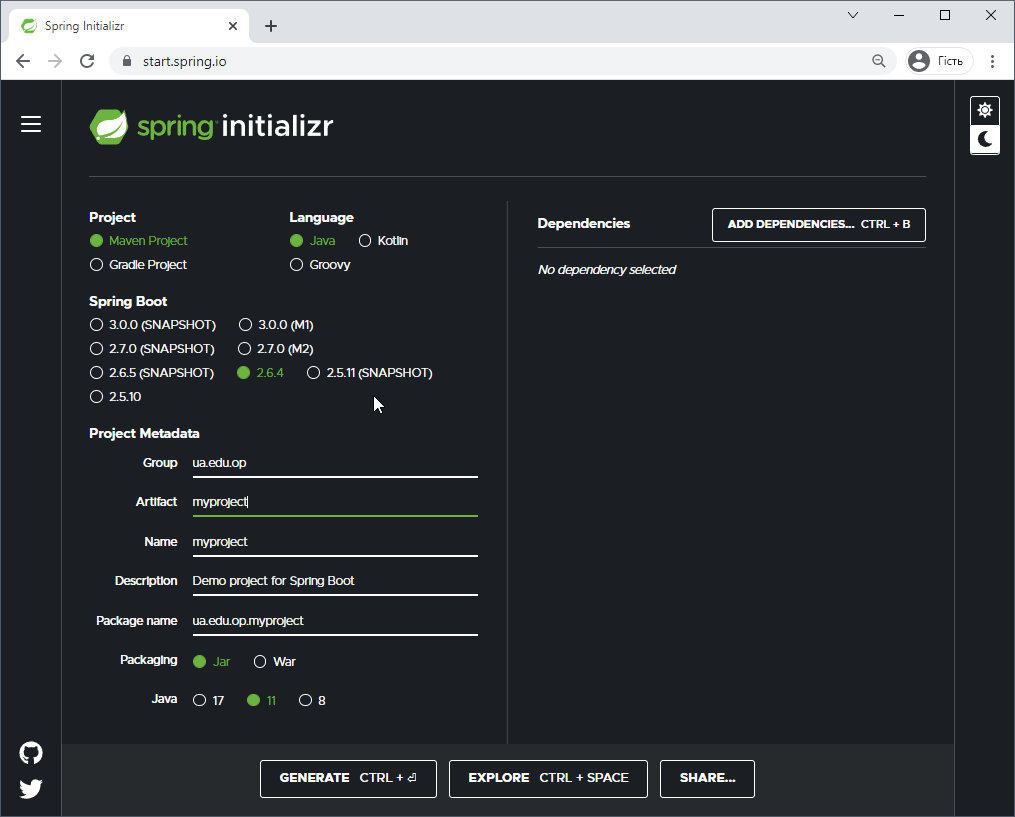 Spring Initializr
start.spring.io
Гість
spring initializr
Project
Maven Project
Gradle Project
Language
Java Kotlin
Groovy
Spring Boot
3.0.0 (SNAPSHOT) 3.0.0 (M1)
2.7.0 (SNAPSHOT) 2.7.0 (M2)
2.6.5 (SNAPSHOT) 2.6.4 2.5.11 (SNAPSHOT)
2.5.10
Project Metadata
Group ua.edu.op
Artifact myproject
Name myproject
Description Demo project for Spring Boot
Package name ua.edu.op.myproject
Packaging Jar War
Java 17 11 8
Dependencies
ADD DEPENDENCIES... CTRL + B
No dependency selected
GENERATE CTRL + ⏎
EXPLORE CTRL + SPACE
SHARE...